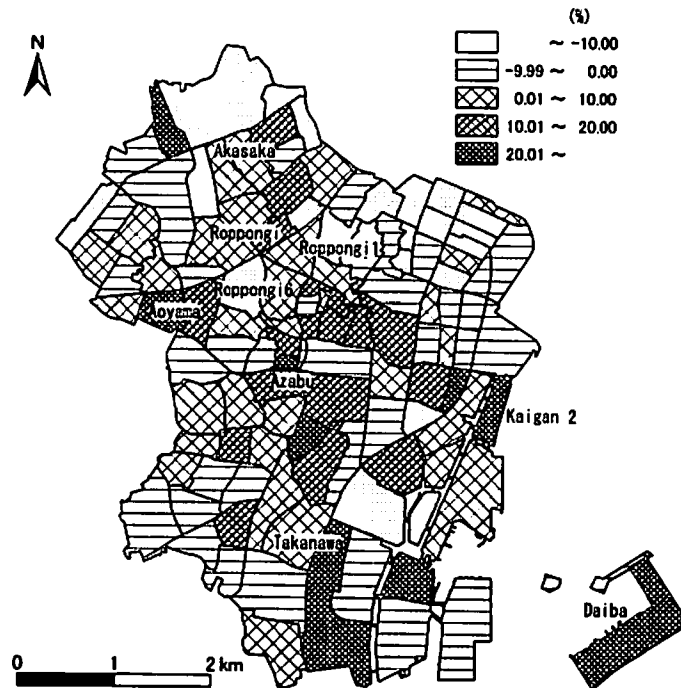 (%)
~ -10.00
-9.99 ~ 0.00
0.01 ~ 10.00
10.01 ~ 20.00
20.01 ~
N
Akasaka
Roppongi
Roppongi1
Roppongi6
Aoyama
Azabu
Kaigan 2
Takanawa
Daiba
0 1 2 km